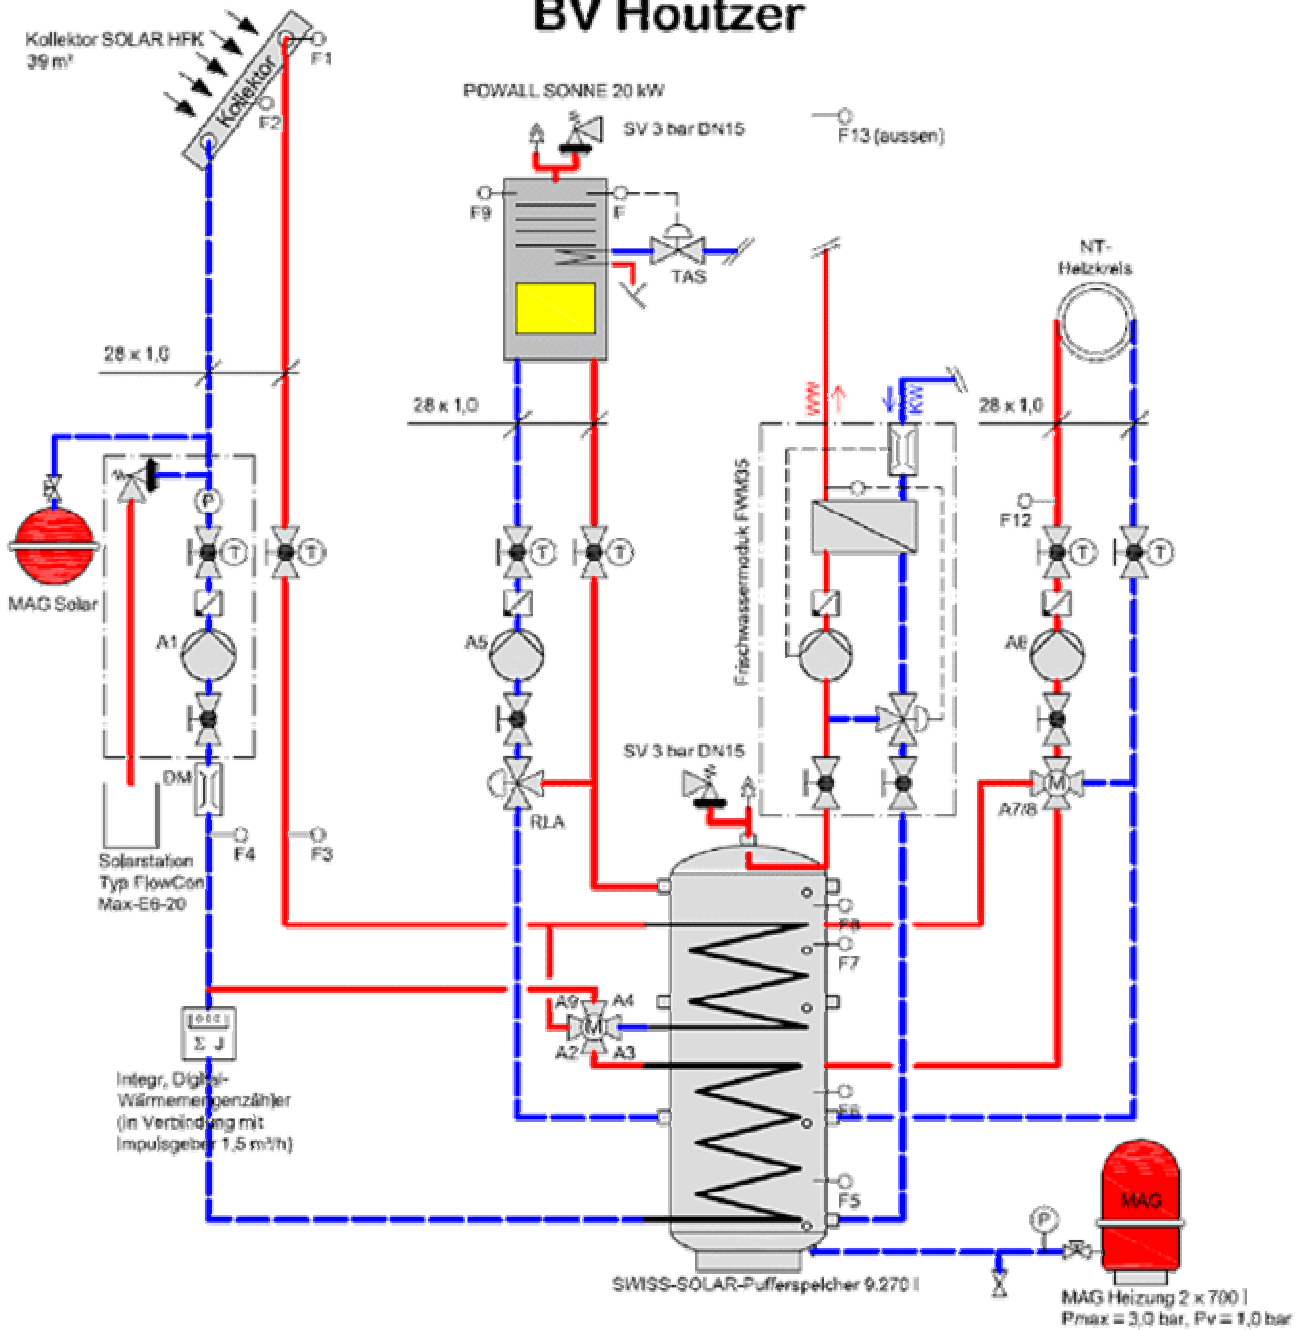 BV Houtzer
Kollektor SOLAR HFK
39 m²
Kollektor
F1
F2
POWALL SONNE 20 kW
SV 3 bar DN15
F13 (aussen)
F9
F
TAS
NT-
Heizkreis
28 x 1,0
28 x 1,0
WW
KW
28 x 1,0
Frischwassermodul FWM35
P
F12
T
T
T
T
T
MAG Solar
A1
A5
A6
SV 3 bar DN15
DM
RLA
M
A7/8
F4
F3
Solarstation
Typ FlowCon
Max-E6-20
F8
F7
A9
A4
M
A2
A3
Σ J
Integr. Digital-
Wärmemengenzähler
(in Verbindung mit
Impulsgeber 1,5 m³/h)
F6
F5
MAG
P
SWISS-SOLAR-Pufferspeicher 9.270 l
MAG Heizung 2 x 700 l
Pmax = 3,0 bar, Pv = 1,0 bar